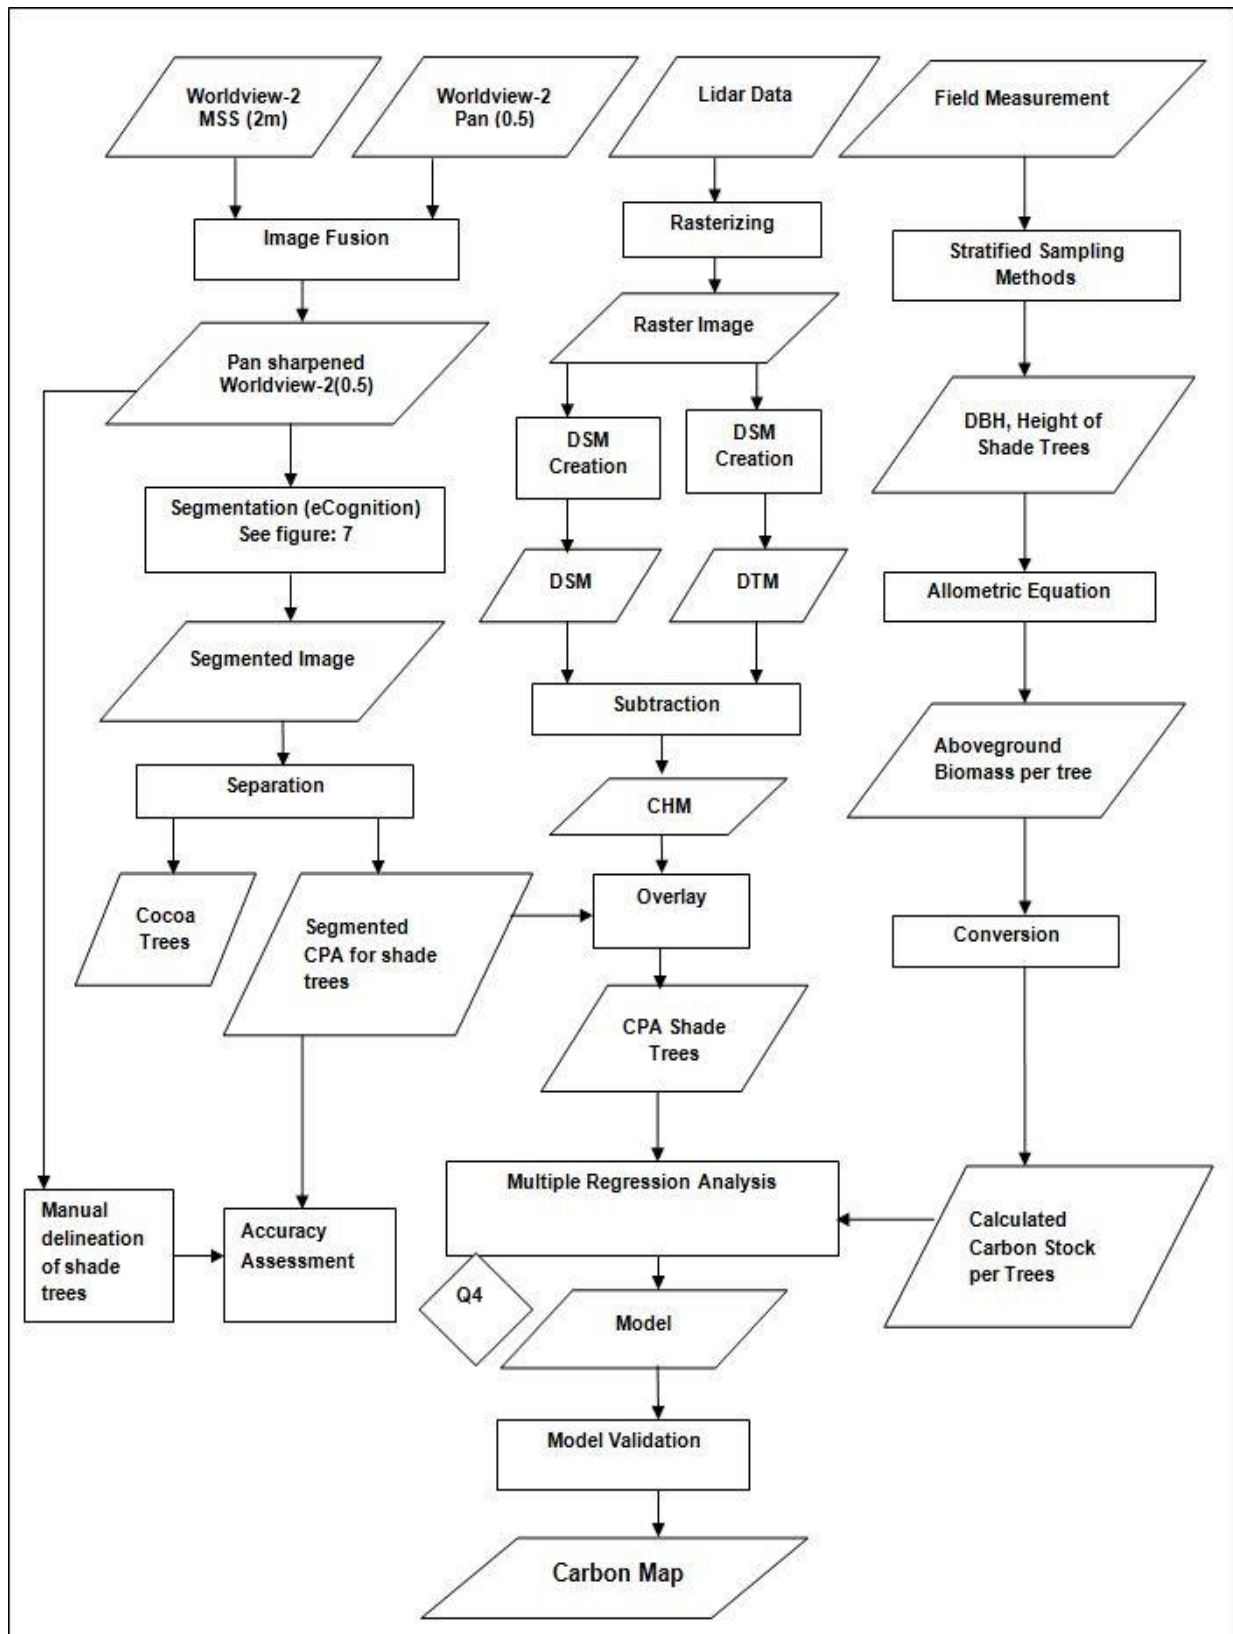 Worldview-2
MSS (2m)
Worldview-2
Pan (0.5)
Lidar Data
Field Measurement
Image Fusion
Rasterizing
Stratified Sampling
Methods
Pan sharpened
Worldview-2(0.5)
Raster Image
DSM
Creation
DSM
Creation
DBH, Height of
Shade Trees
Segmentation (eCognition)
See figure: 7
DSM
DTM
Allometric Equation
Segmented Image
Subtraction
Aboveground
Biomass per tree
Separation
CHM
Cocoa
Trees
Segmented
CPA for shade
trees
Overlay
Conversion
CPA Shade
Trees
Multiple Regression Analysis
Manual
delineation
of shade
trees
Accuracy
Assessment
Calculated
Carbon Stock
per Trees
Q4
Model
Model Validation
Carbon Map